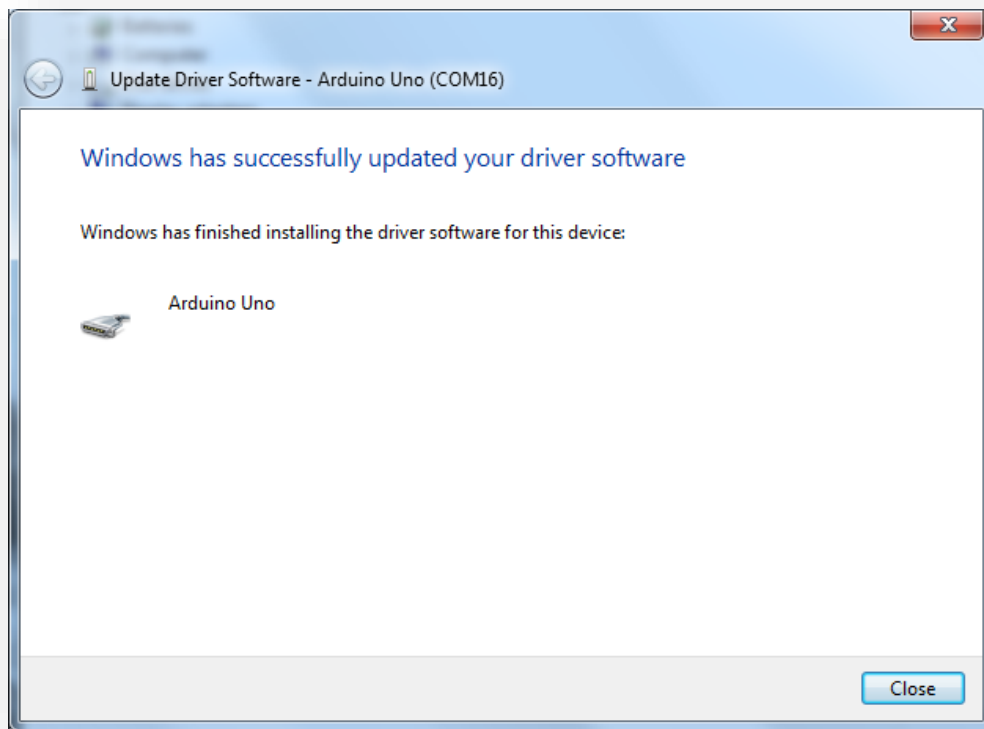 Update Driver Software - Arduino Uno (COM16)
Windows has successfully updated your driver software
Windows has finished installing the driver software for this device:
Arduino Uno
Close